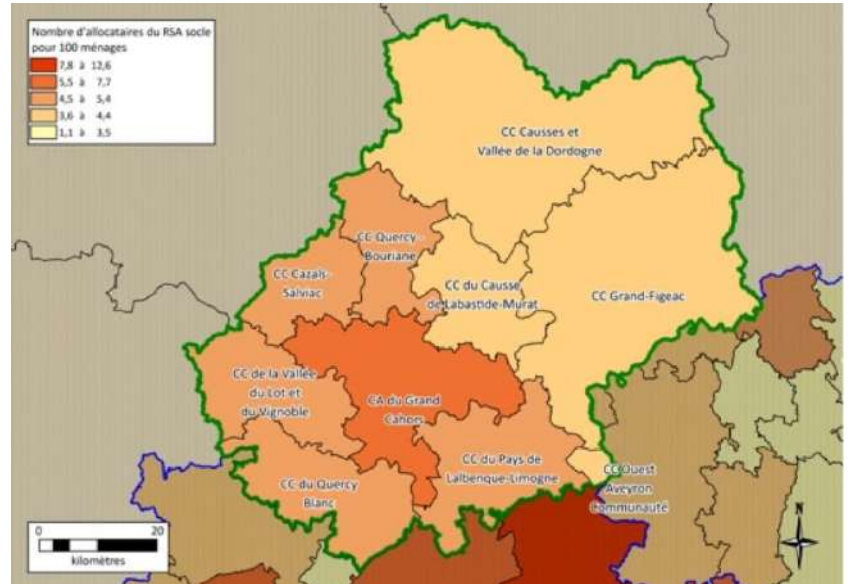 Nombre d'allocataires du RSA socle
pour 100 ménages
7,8 à 12,6
5,5 à 7,7
4,5 à 5,4
3,6 à 4,4
1,1 à 3,5
CC Causses et
Vallée de la Dordogne
CC Quercy -
Bouriane
CC Cazals-
Salviac
CC du Causse
de Labastide-Murat
CC Grand-Figeac
CC de la Vallée
du Lot et
du Vignoble
CA du Grand
Cahors
CC du Pays de
Lalbenque-Limogne
CC du Quercy
Blanc
CC Ouest
Aveyron
Communauté
0 20
kilomètres
N